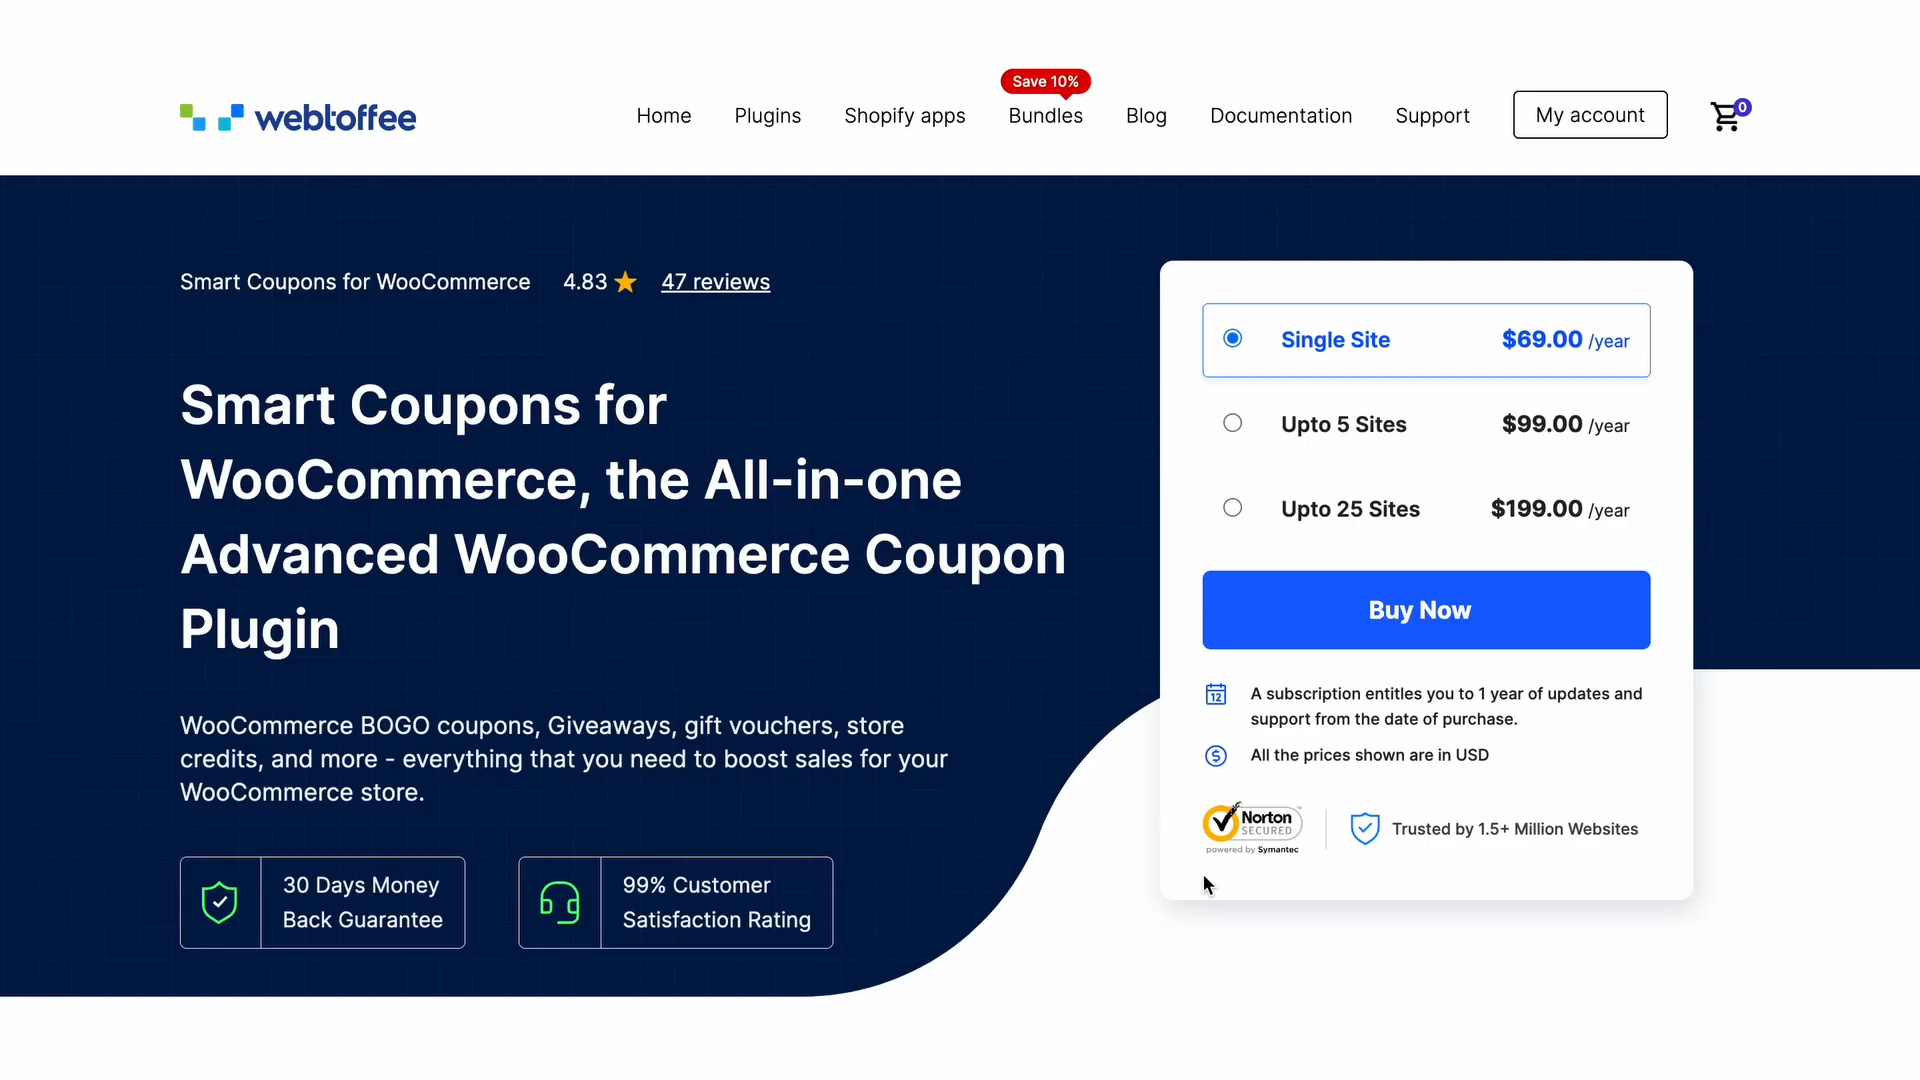 Save 10%
webtoffee
Home
Plugins
Shopify apps
Bundles
Blog
Documentation
Support
My account
0
Smart Coupons for WooCommerce
4.83
47 reviews
Smart Coupons for
WooCommerce, the All-in-one
Advanced WooCommerce Coupon
Plugin
WooCommerce BOGO coupons, Giveaways, gift vouchers, store
credits, and more - everything that you need to boost sales for your
WooCommerce store.
30 Days Money
Back Guarantee
99% Customer
Satisfaction Rating
Single Site $69.00 /year
Upto 5 Sites $99.00 /year
Upto 25 Sites $199.00 /year
Buy Now
12
A subscription entitles you to 1 year of updates and
support from the date of purchase.
$
All the prices shown are in USD
Norton
SECURED
powered by Symantec
Trusted by 1.5+ Million Websites